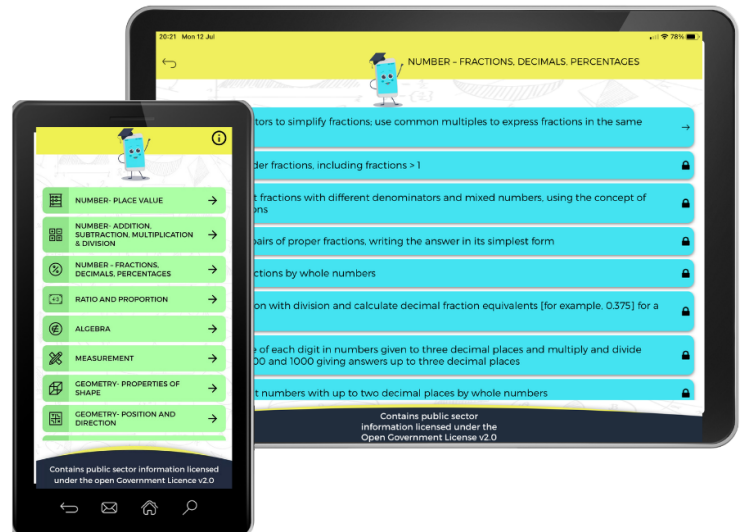 20:21 Mon 12 Jul
78%
NUMBER – FRACTIONS, DECIMALS, PERCENTAGES
tors to simplify fractions; use common multiples to express fractions in the same
der fractions, including fractions > 1
t fractions with different denominators and mixed numbers, using the concept of
ons
pairs of proper fractions, writing the answer in its simplest form
ctions by whole numbers
on with division and calculate decimal fraction equivalents [for example, 0.375] for a
e of each digit in numbers given to three decimal places and multiply and divide
00 and 1000 giving answers up to three decimal places
t numbers with up to two decimal places by whole numbers
Contains public sector
information licensed under the
Open Government License v2.0
NUMBER- PLACE VALUE
NUMBER- ADDITION,
SUBTRACTION, MULTIPLICATION
& DIVISION
NUMBER – FRACTIONS,
DECIMALS, PERCENTAGES
RATIO AND PROPORTION
ALGEBRA
MEASUREMENT
GEOMETRY- PROPERTIES OF
SHAPE
GEOMETRY- POSITION AND
DIRECTION
Contains public sector information licensed
under the open Government Licence v2.0